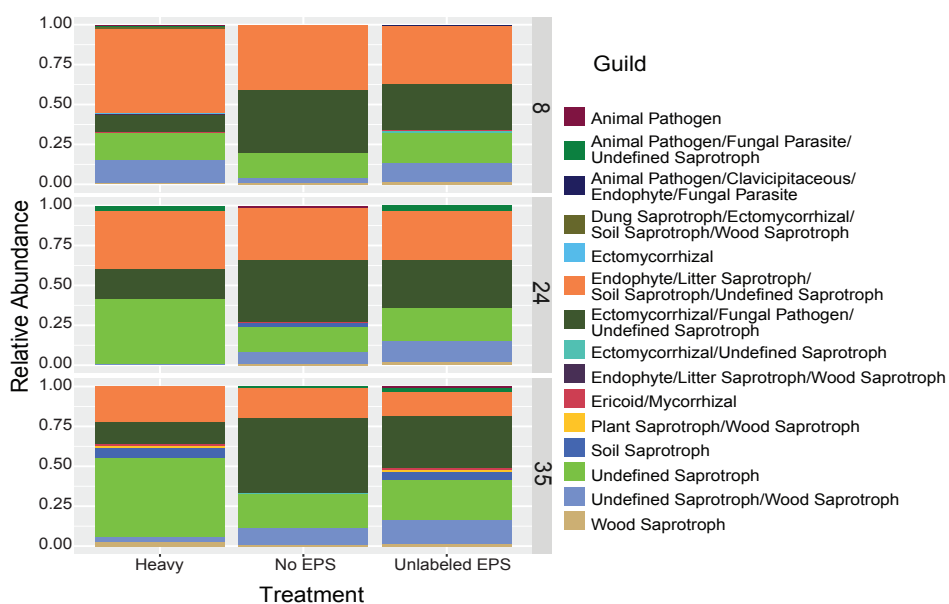 Relative Abundance
1.00
0.75
0.50
0.25
0.00
8
1.00
0.75
0.50
0.25
0.00
24
1.00
0.75
0.50
0.25
0.00
35
Heavy
No EPS
Unlabeled EPS
Treatment
Guild
Animal Pathogen
Animal Pathogen/Fungal Parasite/
Undefined Saprotroph
Animal Pathogen/Clavicipitaceous/
Endophyte/Fungal Parasite
Dung Saprotroph/Ectomycorrhizal/
Soil Saprotroph/Wood Saprotroph
Ectomycorrhizal
Endophyte/Litter Saprotroph/
Soil Saprotroph/Undefined Saprotroph
Ectomycorrhizal/Fungal Pathogen/
Undefined Saprotroph
Ectomycorrhizal/Undefined Saprotroph
Endophyte/Litter Saprotroph/Wood Saprotroph
Ericoid/Mycorrhizal
Plant Saprotroph/Wood Saprotroph
Soil Saprotroph
Undefined Saprotroph
Undefined Saprotroph/Wood Saprotroph
Wood Saprotroph